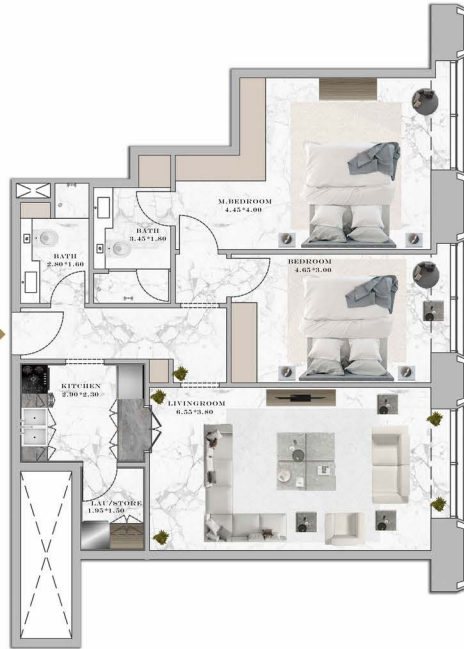 M.BEDROOM
4.45*4.00
BATH
3.45*1.80
BATH
2.80*1.60
BEDROOM
4.65*3.00
KITCHEN
2.90*2.30
LIVINGROOM
6.55*3.80
LAU/STORE
1.95*1.50